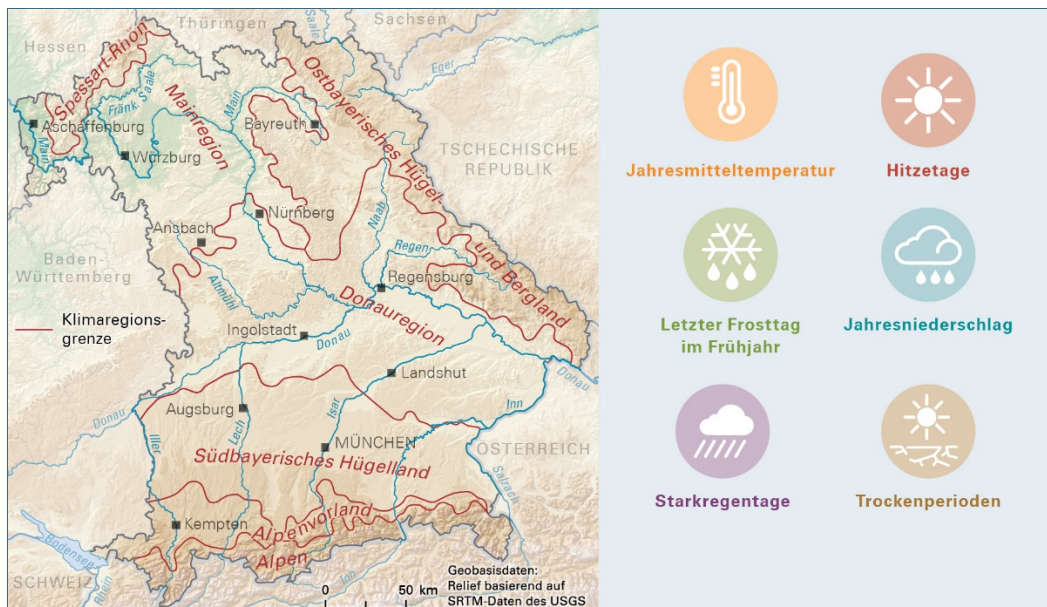 Thüringen
Sachsen
Hessen
Saale
Eger
Spessart-Rhön
Fränk. Saale
Mainregion
Main
Ostbayerisches Hügel-
und Bergland
Aschaffenburg
Main
Bayreuth
Würzburg
TSCHECHISCHE
REPUBLIK
Nürnberg
Naab
Ansbach
Regen
Baden-
Württemberg
Altmühl
Regensburg
Donauregion
Klimaregions-
grenze
Ingolstadt
Donau
Landshut
Donau
Donau
Augsburg
Isar
Inn
Iller
Lech
MÜNCHEN
ÖSTERREICH
Südbayerisches Hügelland
Salzach
Kempten
Alpenvorland
Alpen
Bodensee
SCHWEIZ
Rhein
Inn
0 50 km
Geobasisdaten:
Relief basierend auf
SRTM-Daten des USGS
Jahresmitteltemperatur
Hitzetage
Letzter Frosttag
im Frühjahr
Jahresniederschlag
Starkregentage
Trockenperioden